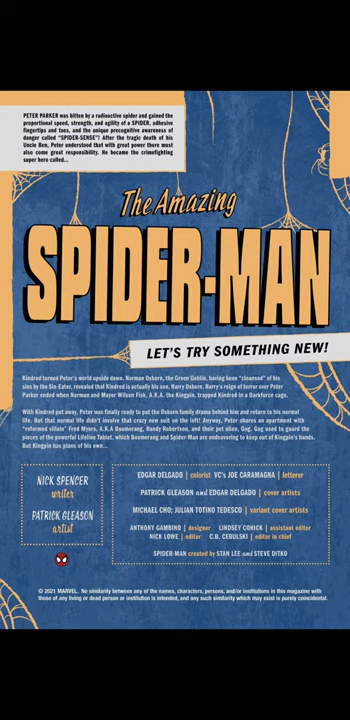 PETER PARKER was bitten by a radioactive spider and gained the
proportional speed, strength, and agility of a SPIDER, adhesive
fingertips and toes, and the unique precognitive awareness of
danger called "SPIDER-SENSE"! After the tragic death of his
Uncle Ben, Peter understood that with great power there must
also come great responsibility. He became the crimefighting
super hero called...
The Amazing
SPIDER-MAN
LET'S TRY SOMETHING NEW!
Kindred turned Peter's world upside down. Norman Osborn, the Green Goblin, having been "cleansed" of his
sins by the Sin-Eater, revealed that Kindred is actually his son, Harry Osborn. Harry's reign of terror over Peter
Parker ended when Norman and Mayor Wilson Fisk, A.K.A. the Kingpin, trapped Kindred in a Darkforce cage.
With Kindred put away, Peter was finally ready to put the Osborn family drama behind him and return to his normal
life. But that normal life didn't involve that crazy new suit on the left! Anyway, Peter shares an apartment with
"reformed villain" Fred Myers, A.K.A Boomerang, Randy Robertson, and their pet alien, Gog. Gog used to guard the
pieces of the powerful Lifeline Tablet, which Boomerang and Spider-Man are endeavoring to keep out of Kingpin's hands.
But Kingpin has plans of his own...
NICK SPENCER
writer
PATRICK GLEASON
artist
EDGAR DELGADO | colorist VC's JOE CARAMAGNA | letterer
PATRICK GLEASON and EDGAR DELGADO | cover artists
MICHAEL CHO; JULIAN TOTINO TEDESCO | variant cover artists
ANTHONY GAMBINO | designer LINDSEY COHICK | assistant editor
NICK LOWE | editor C.B. CEBULSKI | editor in chief
SPIDER-MAN created by STAN LEE and STEVE DITKO
© 2021 MARVEL. No similarity between any of the names, characters, persons, and/or institutions in this magazine with
those of any living or dead person or institution is intended, and any such similarity which may exist is purely coincidental.